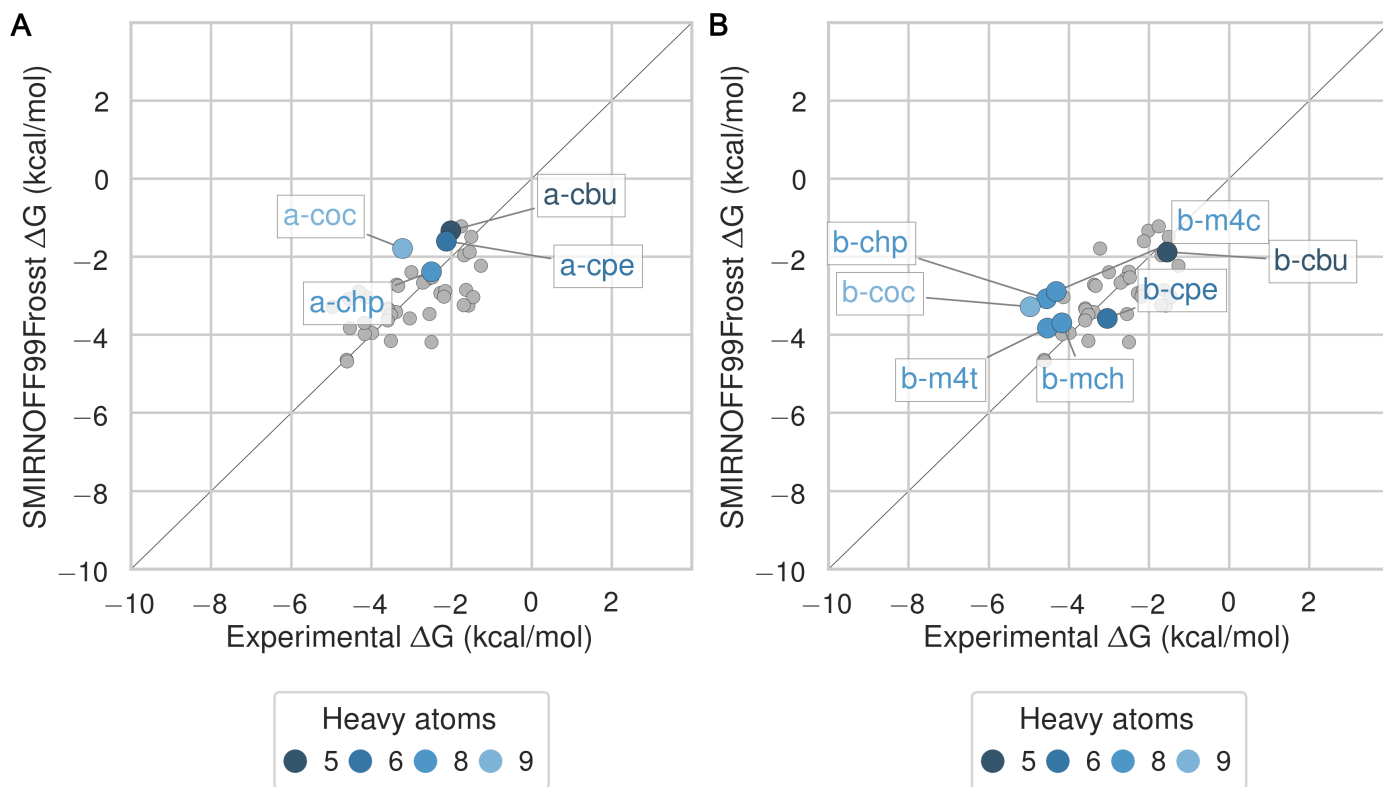 A
SMIRNOFF99Frosst ΔG (kcal/mol)
2
0
−2
−4
−6
−8
−10
a-coc
a-cbu
a-cpe
a-chp
−10 −8 −6 −4 −2 0 2
Experimental ΔG (kcal/mol)
Heavy atoms
5 6 8 9
B
SMIRNOFF99Frosst ΔG (kcal/mol)
2
0
−2
−4
−6
−8
−10
b-m4c
b-chp
b-cbu
b-coc
b-cpe
b-m4t
b-mch
−10 −8 −6 −4 −2 0 2
Experimental ΔG (kcal/mol)
Heavy atoms
5 6 8 9